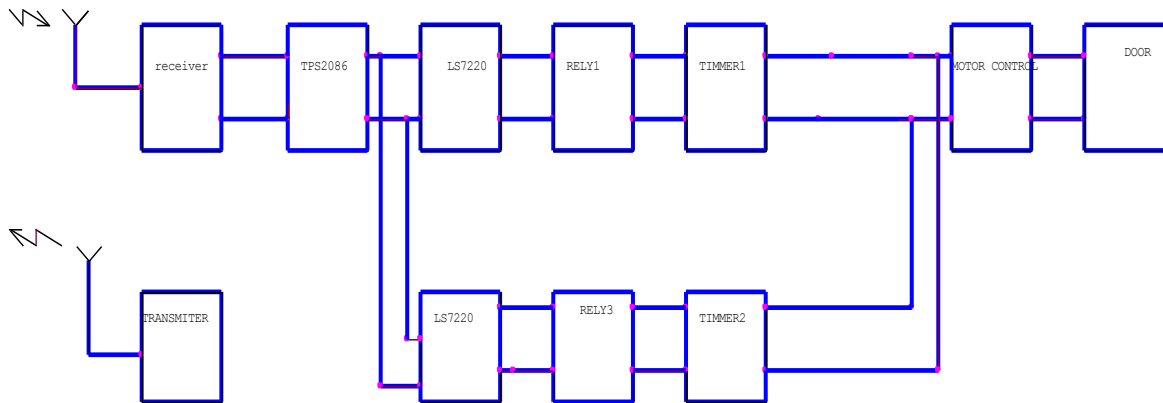 receiver
TPS2086
LS7220
RELY1
TIMMER1
MOTOR CONTROL
DOOR
TRANSMITER
LS7220
RELY3
TIMMER2